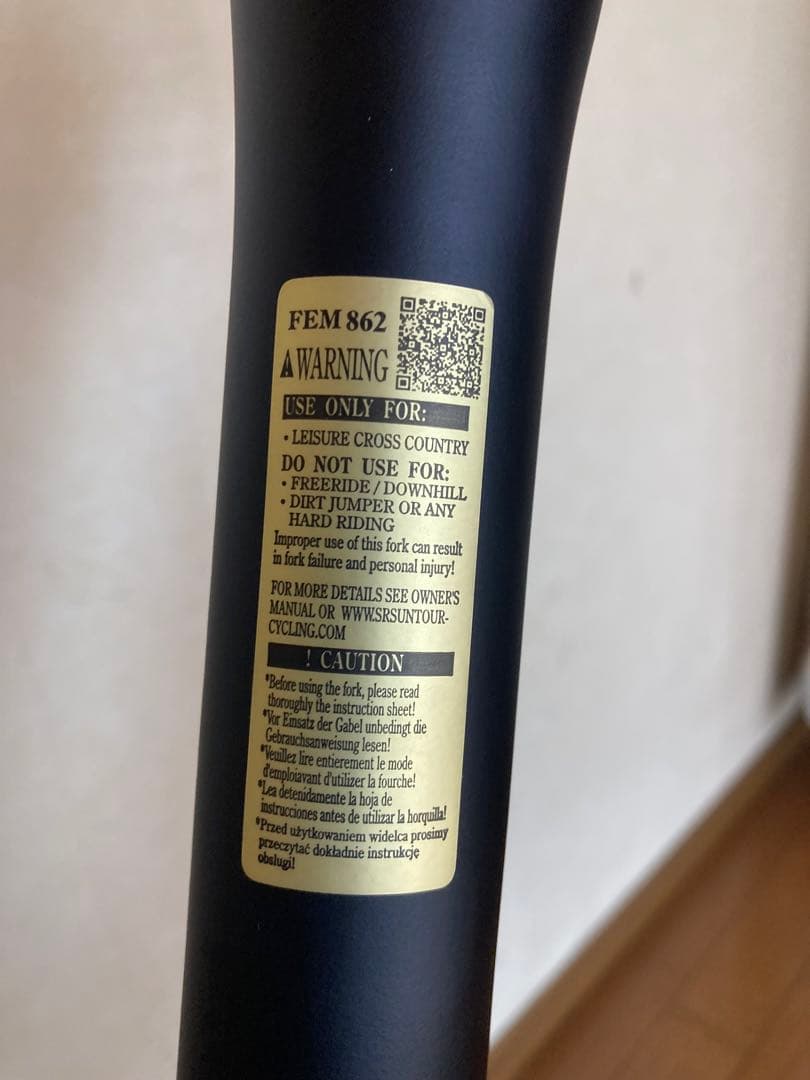 FEM 862
WARNING
USE ONLY FOR:
• LEISURE CROSS COUNTRY
DO NOT USE FOR:
• FREERIDE / DOWNHILL
• DIRT JUMPER OR ANY
HARD RIDING
Improper use of this fork can result
in fork failure and personal injury!
FOR MORE DETAILS SEE OWNER'S
MANUAL OR WWW.SRSUNTOUR-
CYCLING.COM
! CAUTION
*Before using the fork, please read
thoroughly the instruction sheet!
*Vor Einsatz der Gabel unbedingt die
Gebrauchsanweisung lesen!
*Veuillez lire entierement le mode
d'emploiavant d'utilizer la fourche!
*Lea detenidamente la hoja de
instrucciones antes de utilizar la horquilla!
*Przed użytkowaniem widelca prosimy
przeczytać dokładnie instrukcję
obslugi!